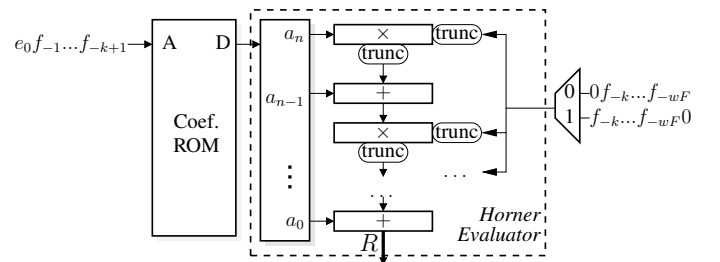 e₀f₋₁...f₋ₖ₊₁
A
D
Coef.
ROM
aₙ
×
trunc
trunc
aₙ₋₁
+
×
trunc
trunc
⋮
...
...
a₀
+
R
Horner
Evaluator
0
0f₋ₖ...f₋wF
1
f₋ₖ...f₋wF0